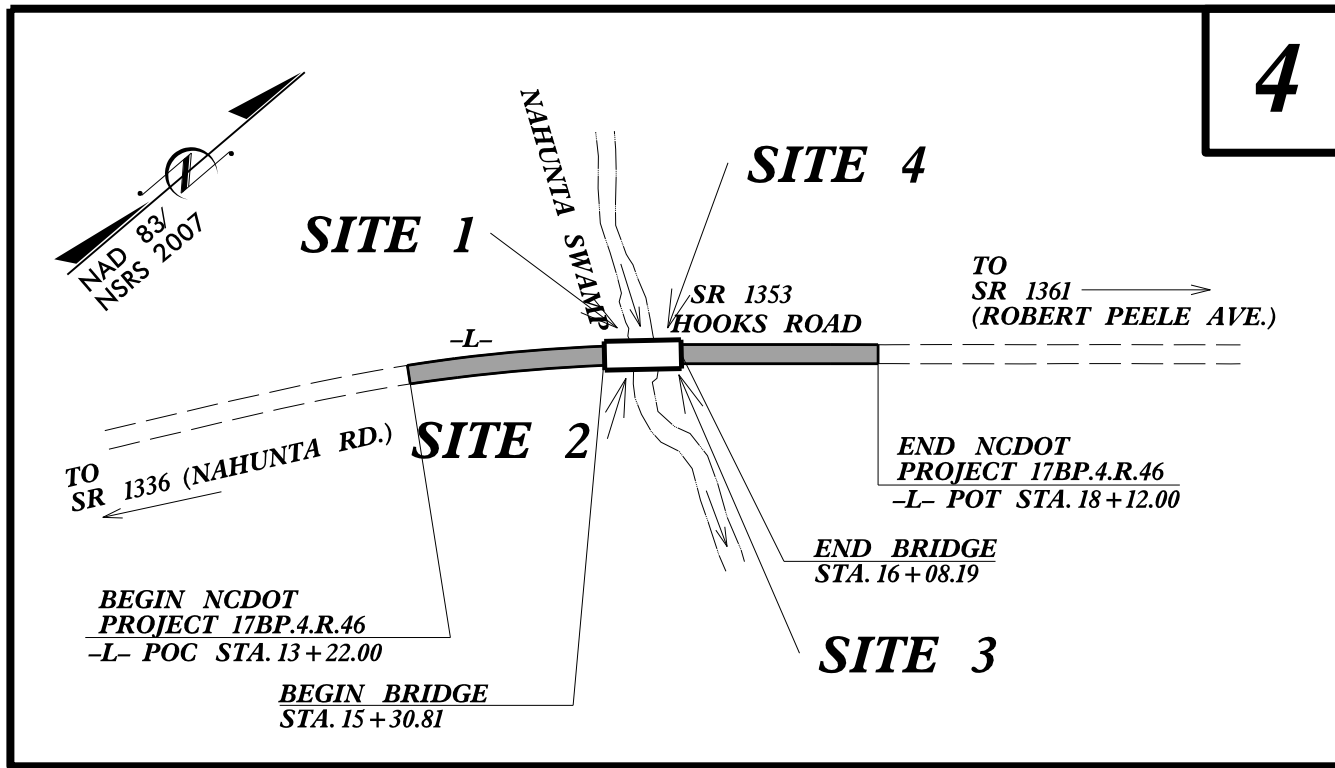 4
NAD 83/
NSRS 2007
NAHUNTA SWAMP
SITE 4
SITE 1
SR 1353
HOOKS ROAD
TO
SR 1361
(ROBERT PEELE AVE.)
–L–
SITE 2
TO
SR 1336 (NAHUNTA RD.)
END NCDOT
PROJECT 17BP.4.R.46
–L– POT STA. 18+12.00
END BRIDGE
STA. 16+08.19
BEGIN NCDOT
PROJECT 17BP.4.R.46
–L– POC STA. 13+22.00
SITE 3
BEGIN BRIDGE
STA. 15+30.81